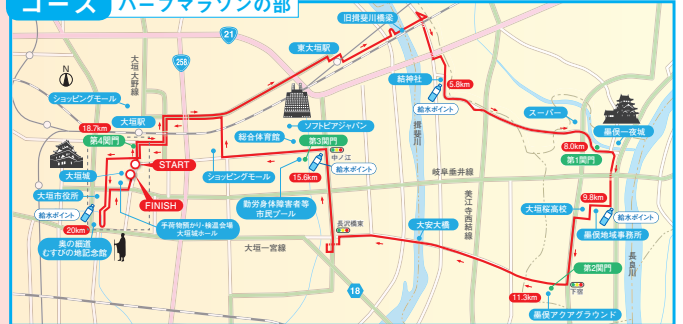 コース ハーフマラソンの部
旧揖斐川橋梁
21
東大垣駅
258
大垣大野線
N
結神社
5.8km
給水ポイント
ショッピングモール
スーパー
墨俣一夜城
大垣駅
18.7km
第4関門
ソフトピアジャパン
総合体育館
第3関門
中ノ江
揖斐川
8.0km
第1関門
START
給水ポイント
15.6km
ショッピングモール
岐阜垂井線
大垣城
大垣市役所
FINISH
勤労身体障害者等
市民プール
美江寺西結線
9.8km
大垣桜高校
給水ポイント
給水ポイント
手荷物預かり・検温会場
大垣城ホール
長沢橋東
大安大橋
墨俣地域事務所
20km
奥の細道
むすびの地記念館
大垣一宮線
長良川
第2関門
18
11.3km
下宿
墨俣アクアグラウンド